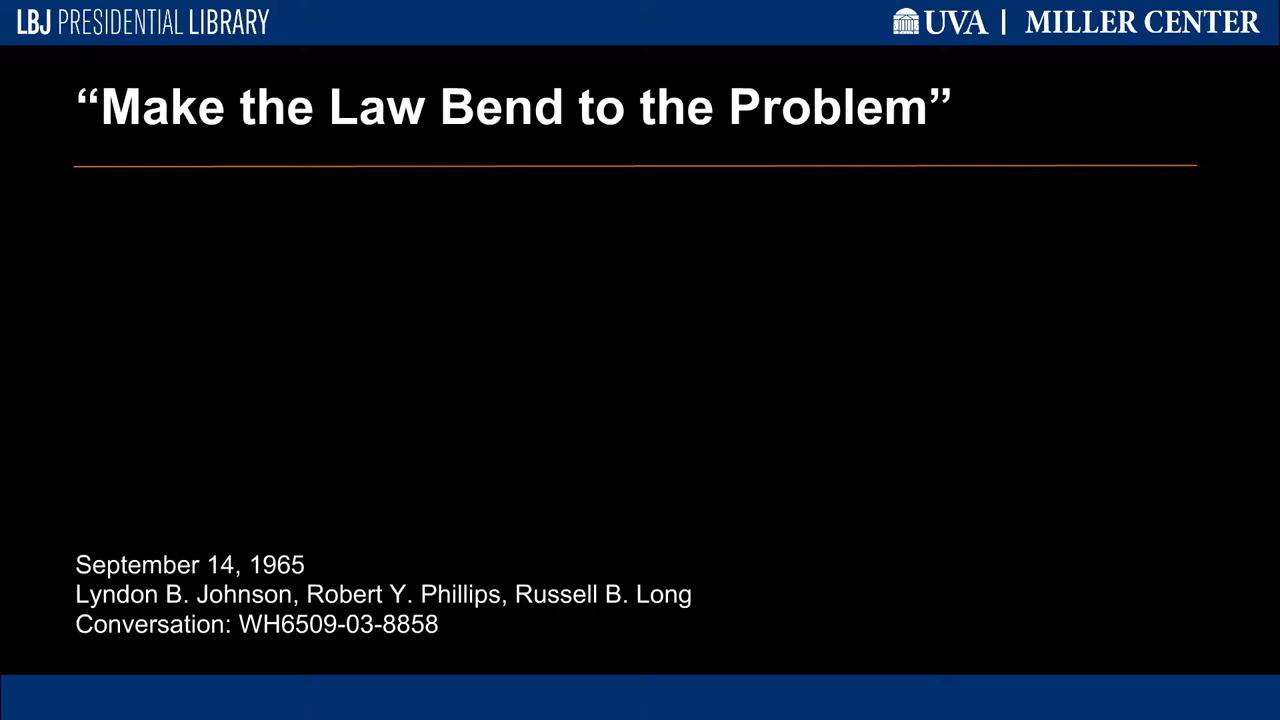 LBJ PRESIDENTIAL LIBRARY
UVA | MILLER CENTER
“Make the Law Bend to the Problem”
September 14, 1965
Lyndon B. Johnson, Robert Y. Phillips, Russell B. Long
Conversation: WH6509-03-8858